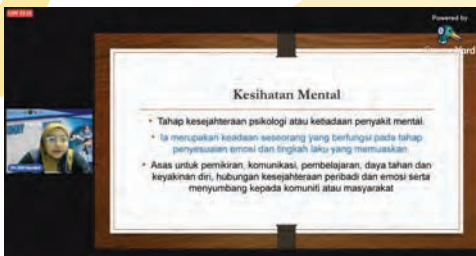 Powered by
Kesihatan Mental
• Tahap kesejahteraan psikologi atau ketiadaan penyakit mental.
• Ia merupakan keadaan seseorang yang berfungsi pada tahap
penyesuaian emosi dan tingkah laku yang memuaskan.
• Asas untuk pemikiran, komunikasi, pembelajaran, daya tahan dan
keyakinan diri, hubungan kesejahteraan peribadi dan emosi serta
menyumbang kepada komuniti atau masyarakat